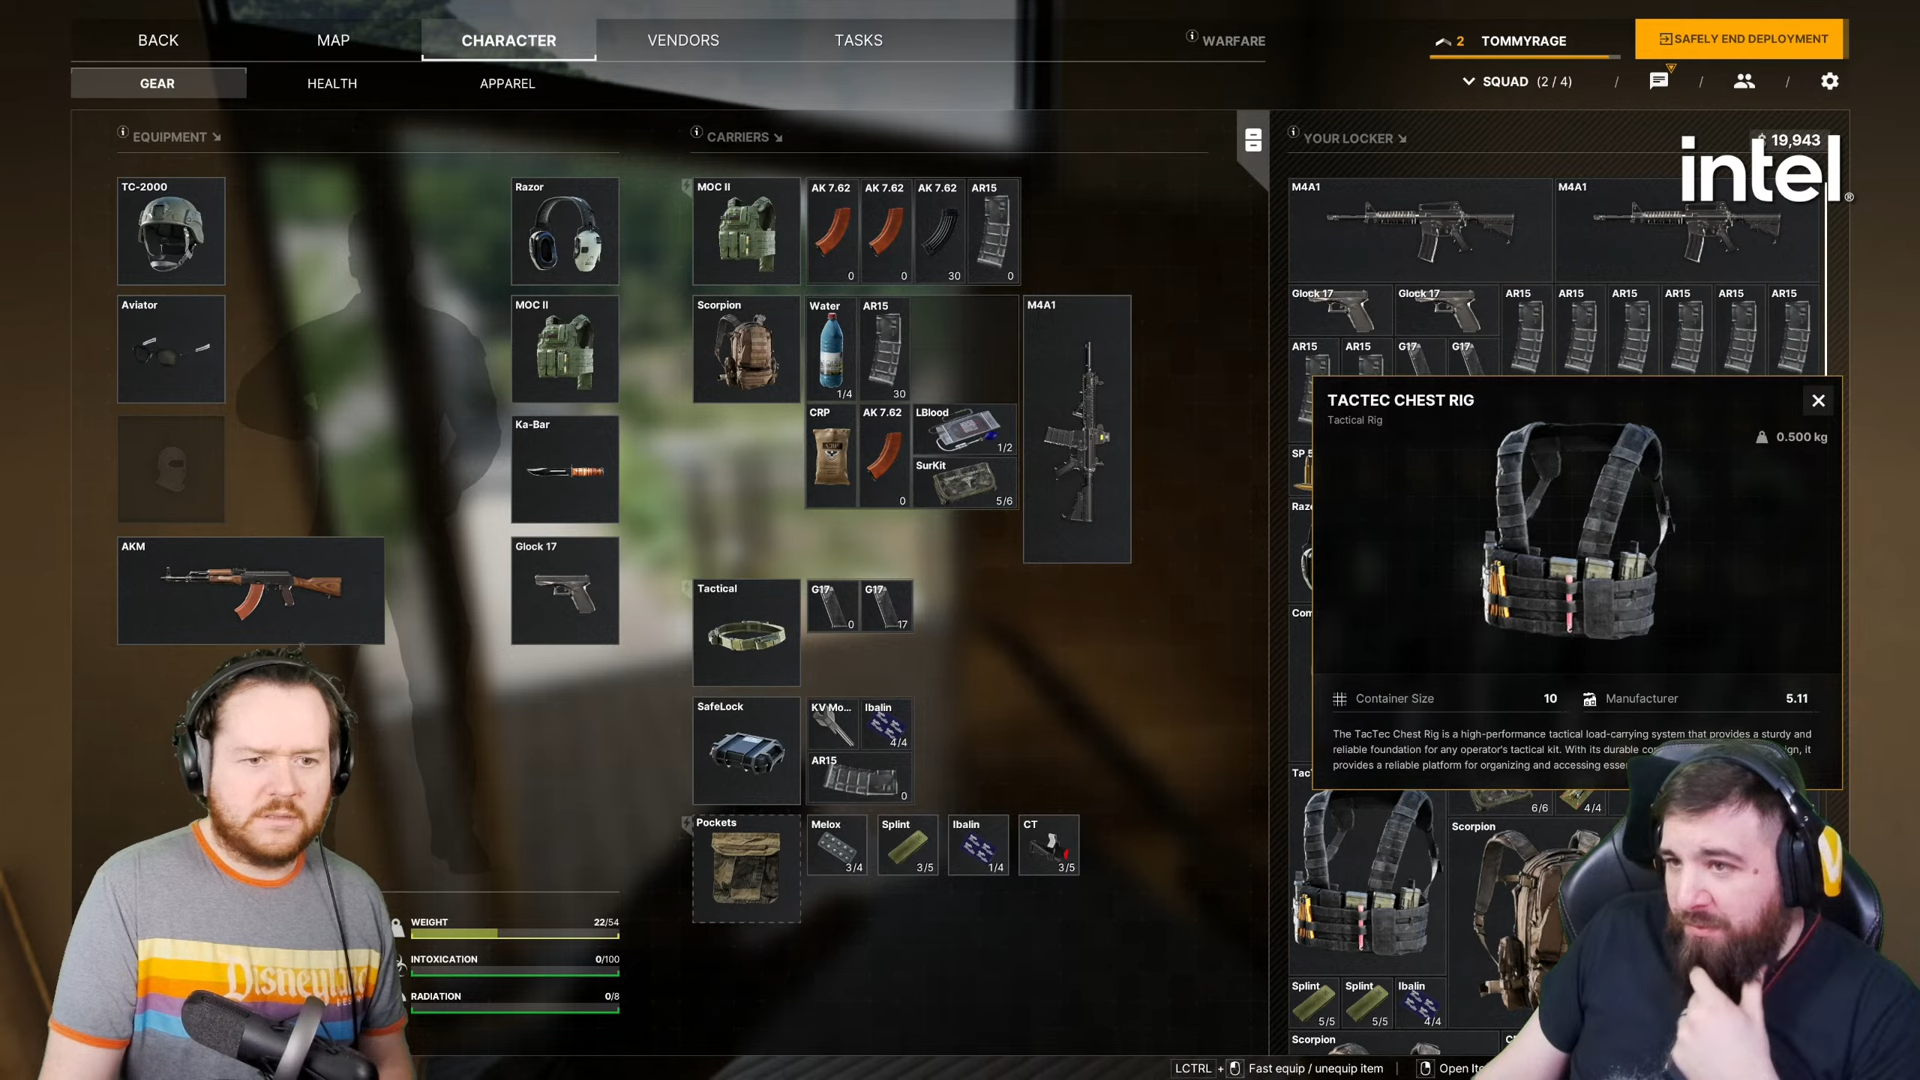 BACK
MAP
CHARACTER
VENDORS
TASKS
WARFARE
2 TOMMYRAGE
SAFELY END DEPLOYMENT
GEAR
HEALTH
APPAREL
SQUAD (2 / 4)
/
/
/
EQUIPMENT
CARRIERS
YOUR LOCKER
19,943
intel®
TC-2000
Razor
MOC II
AK 7.62
AK 7.62
AK 7.62
AR15
0
0
30
0
M4A1
M4A1
Aviator
MOC II
Scorpion
Water
1/4
AR15
30
M4A1
Glock 17
Glock 17
AR15
AR15
AR15
AR15
AR15
AR15
AR15
AR15
G17
G17
Ka-Bar
CRP
AK 7.62
0
LBlood
1/2
SurKit
5/6
TACTEC CHEST RIG
Tactical Rig
0.500 kg
Container Size 10
Manufacturer 5.11
The TacTec Chest Rig is a high-performance tactical load-carrying system that provides a sturdy and
reliable foundation for any operator's tactical kit. With its durable
it
provides a reliable platform for organizing and accessing
AKM
Glock 17
Tactical
G17
0
G17
17
SafeLock
KV Mo...
Ibalin
4/4
AR15
0
Pockets
Melox
3/4
Splint
3/5
Ibalin
1/4
CT
3/5
6/6
4/4
Scorpion
Splint
5/5
Splint
5/5
Ibalin
4/4
Scorpion
WEIGHT 22/54
INTOXICATION 0/100
RADIATION 0/8
Disneyland
LCTRL + Fast equip / unequip item
Open